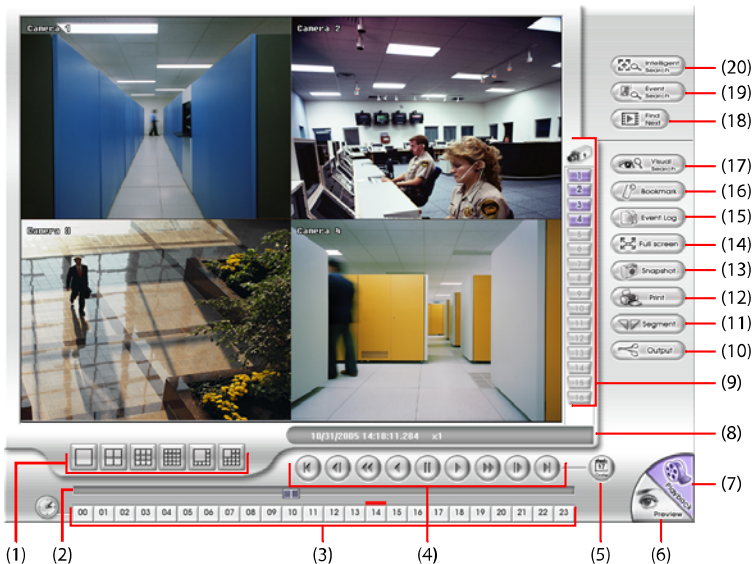 Camera 1
Camera 2
Camera 3
Camera 4
Intelligent Search (20)
Event Search (19)
Find Next (18)
Visual Search (17)
Bookmark (16)
Event Log (15)
Full screen (14)
Snapshot (13)
Print (12)
Segment (11)
Output (10)
1
1
2
3
4
5
6
7
8
9
10
11
12
13
14
15
16
(9)
10/31/2005 14:18:11.284 x1
(8)
Playback
(7)
Preview
00 01 02 03 04 05 06 07 08 09 10 11 12 13 14 15 16 17 18 19 20 21 22 23
(1) (2) (3) (4) (5) (6)